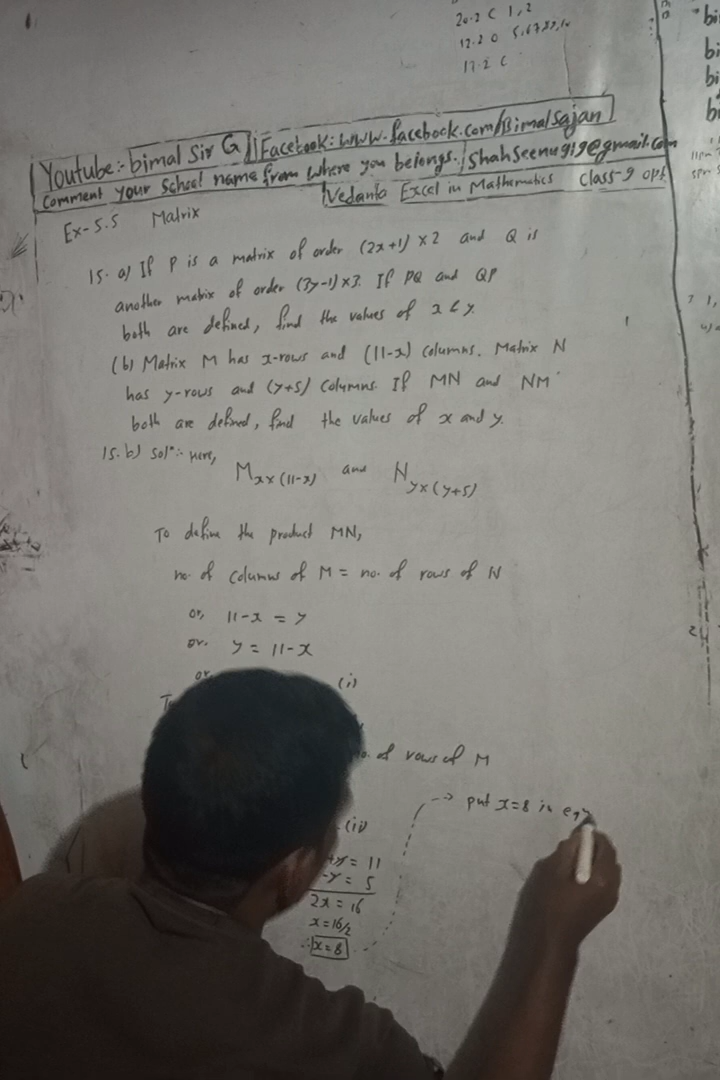 20.2 C 1,2
12.2 0 5,6,7,8,9,10
17.2 C
Youtube:- bimal Sir G Facebook: www.facebook.com/Bimalsajan
Comment your School name from where you belongs. Shahseenu919@gmail.com
Vedanta Excel in Mathematics Class-9 opt
Ex-5.5 Matrix
15. a) If P is a matrix of order (2x+1) × 2 and Q is
another matrix of order (3y-1)×3. If PQ and QP
both are defined, find the values of x & y.
(b) Matrix M has x-rows and (11-x) columns. Matrix N
has y-rows and (y+5) columns. If MN and NM
both are defined, find the values of x and y.
15. b) solⁿ:- Here,
M x×(11-x) and N y×(y+5)
To define the product MN,
no. of columns of M = no. of rows of N
or, 11-x = y
or. y = 11-x
or (i)
of rows of M
(ii)
put x=8 in eq
= 11
-y = 5
2x = 16
x = 16/2
∴ x = 8